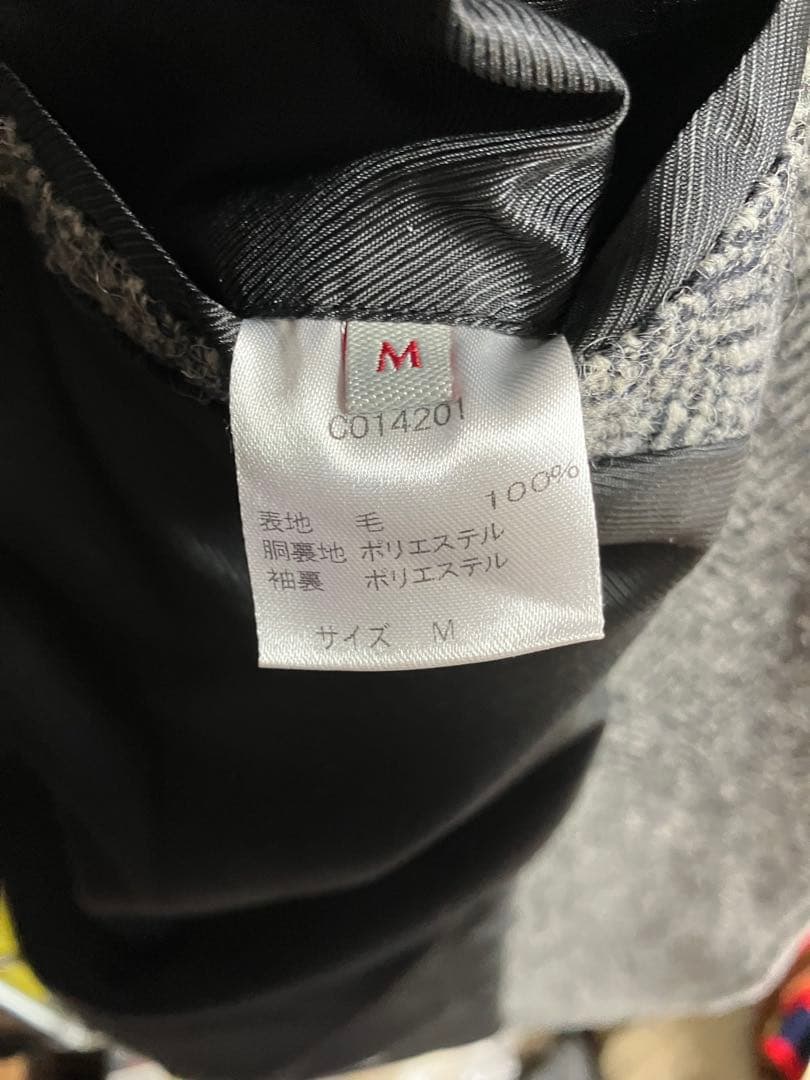 M
C014201
表地 毛 100%
胴裏地 ポリエステル
袖裏 ポリエステル
サイズ M